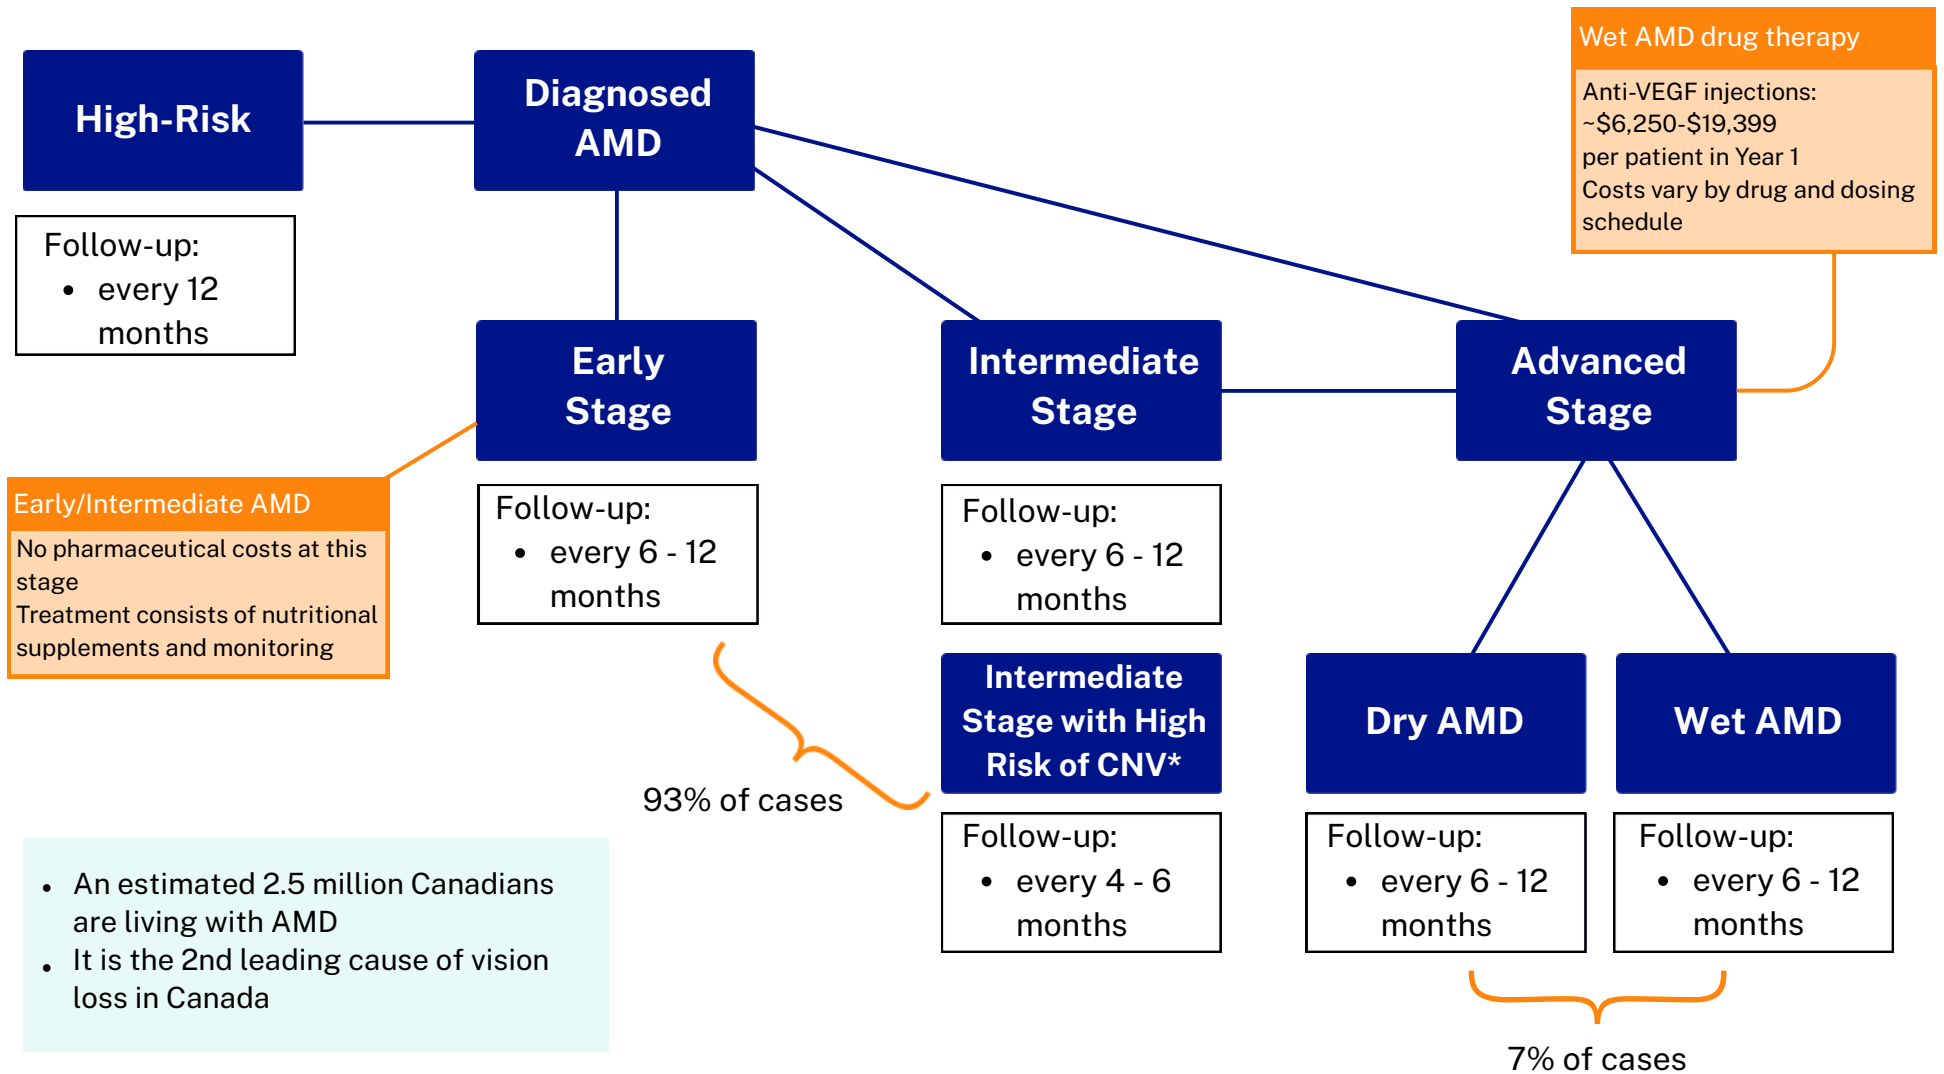 High-Risk
Follow-up:
• every 12
months
Diagnosed
AMD
Wet AMD drug therapy
Anti-VEGF injections:
~$6,250-$19,399
per patient in Year 1
Costs vary by drug and dosing
schedule
Early
Stage
Follow-up:
• every 6 - 12
months
Intermediate
Stage
Follow-up:
• every 6 - 12
months
Advanced
Stage
Early/Intermediate AMD
No pharmaceutical costs at this
stage
Treatment consists of nutritional
supplements and monitoring
Intermediate
Stage with High
Risk of CNV*
Follow-up:
• every 4 - 6
months
Dry AMD
Follow-up:
• every 6 - 12
months
Wet AMD
Follow-up:
• every 6 - 12
months
93% of cases
• An estimated 2.5 million Canadians
are living with AMD
• It is the 2nd leading cause of vision
loss in Canada
7% of cases